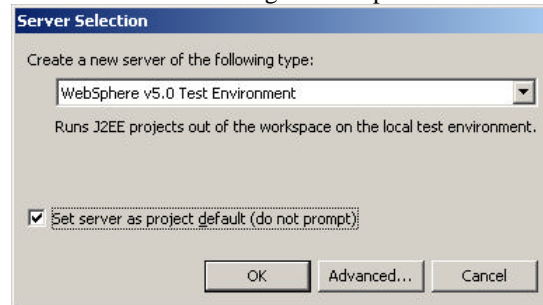 Server Selection
Create a new server of the following type:
WebSphere v5.0 Test Environment
Runs J2EE projects out of the workspace on the local test environment.
Set server as project default (do not prompt)
OK Advanced... Cancel